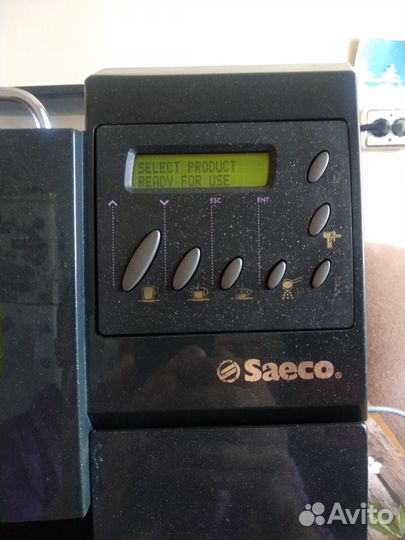 SELECT PRODUCT
READY FOR USE
ESC ENT
Saeco®
Avito